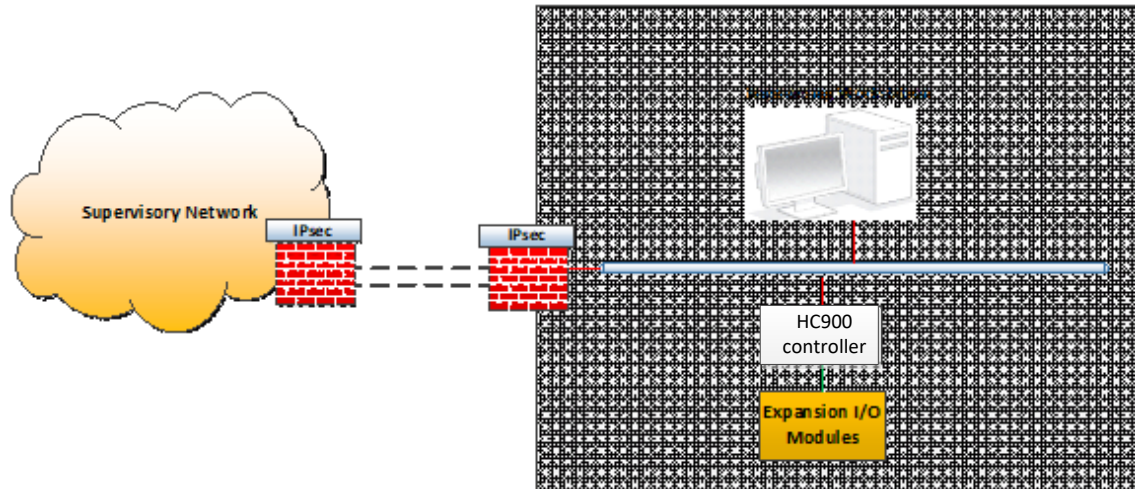 Supervisory Network
IPsec
IPsec
HC900
controller
Expansion I/O
Modules